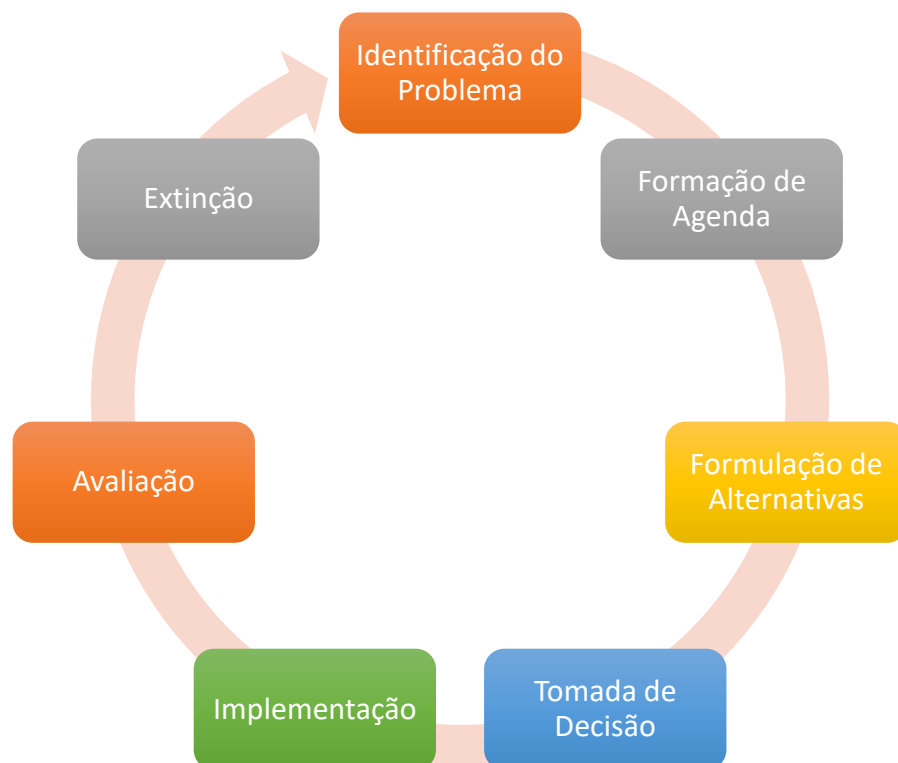 Identificação do
Problema
Formação de
Agenda
Formulação de
Alternativas
Tomada de
Decisão
Implementação
Avaliação
Extinção